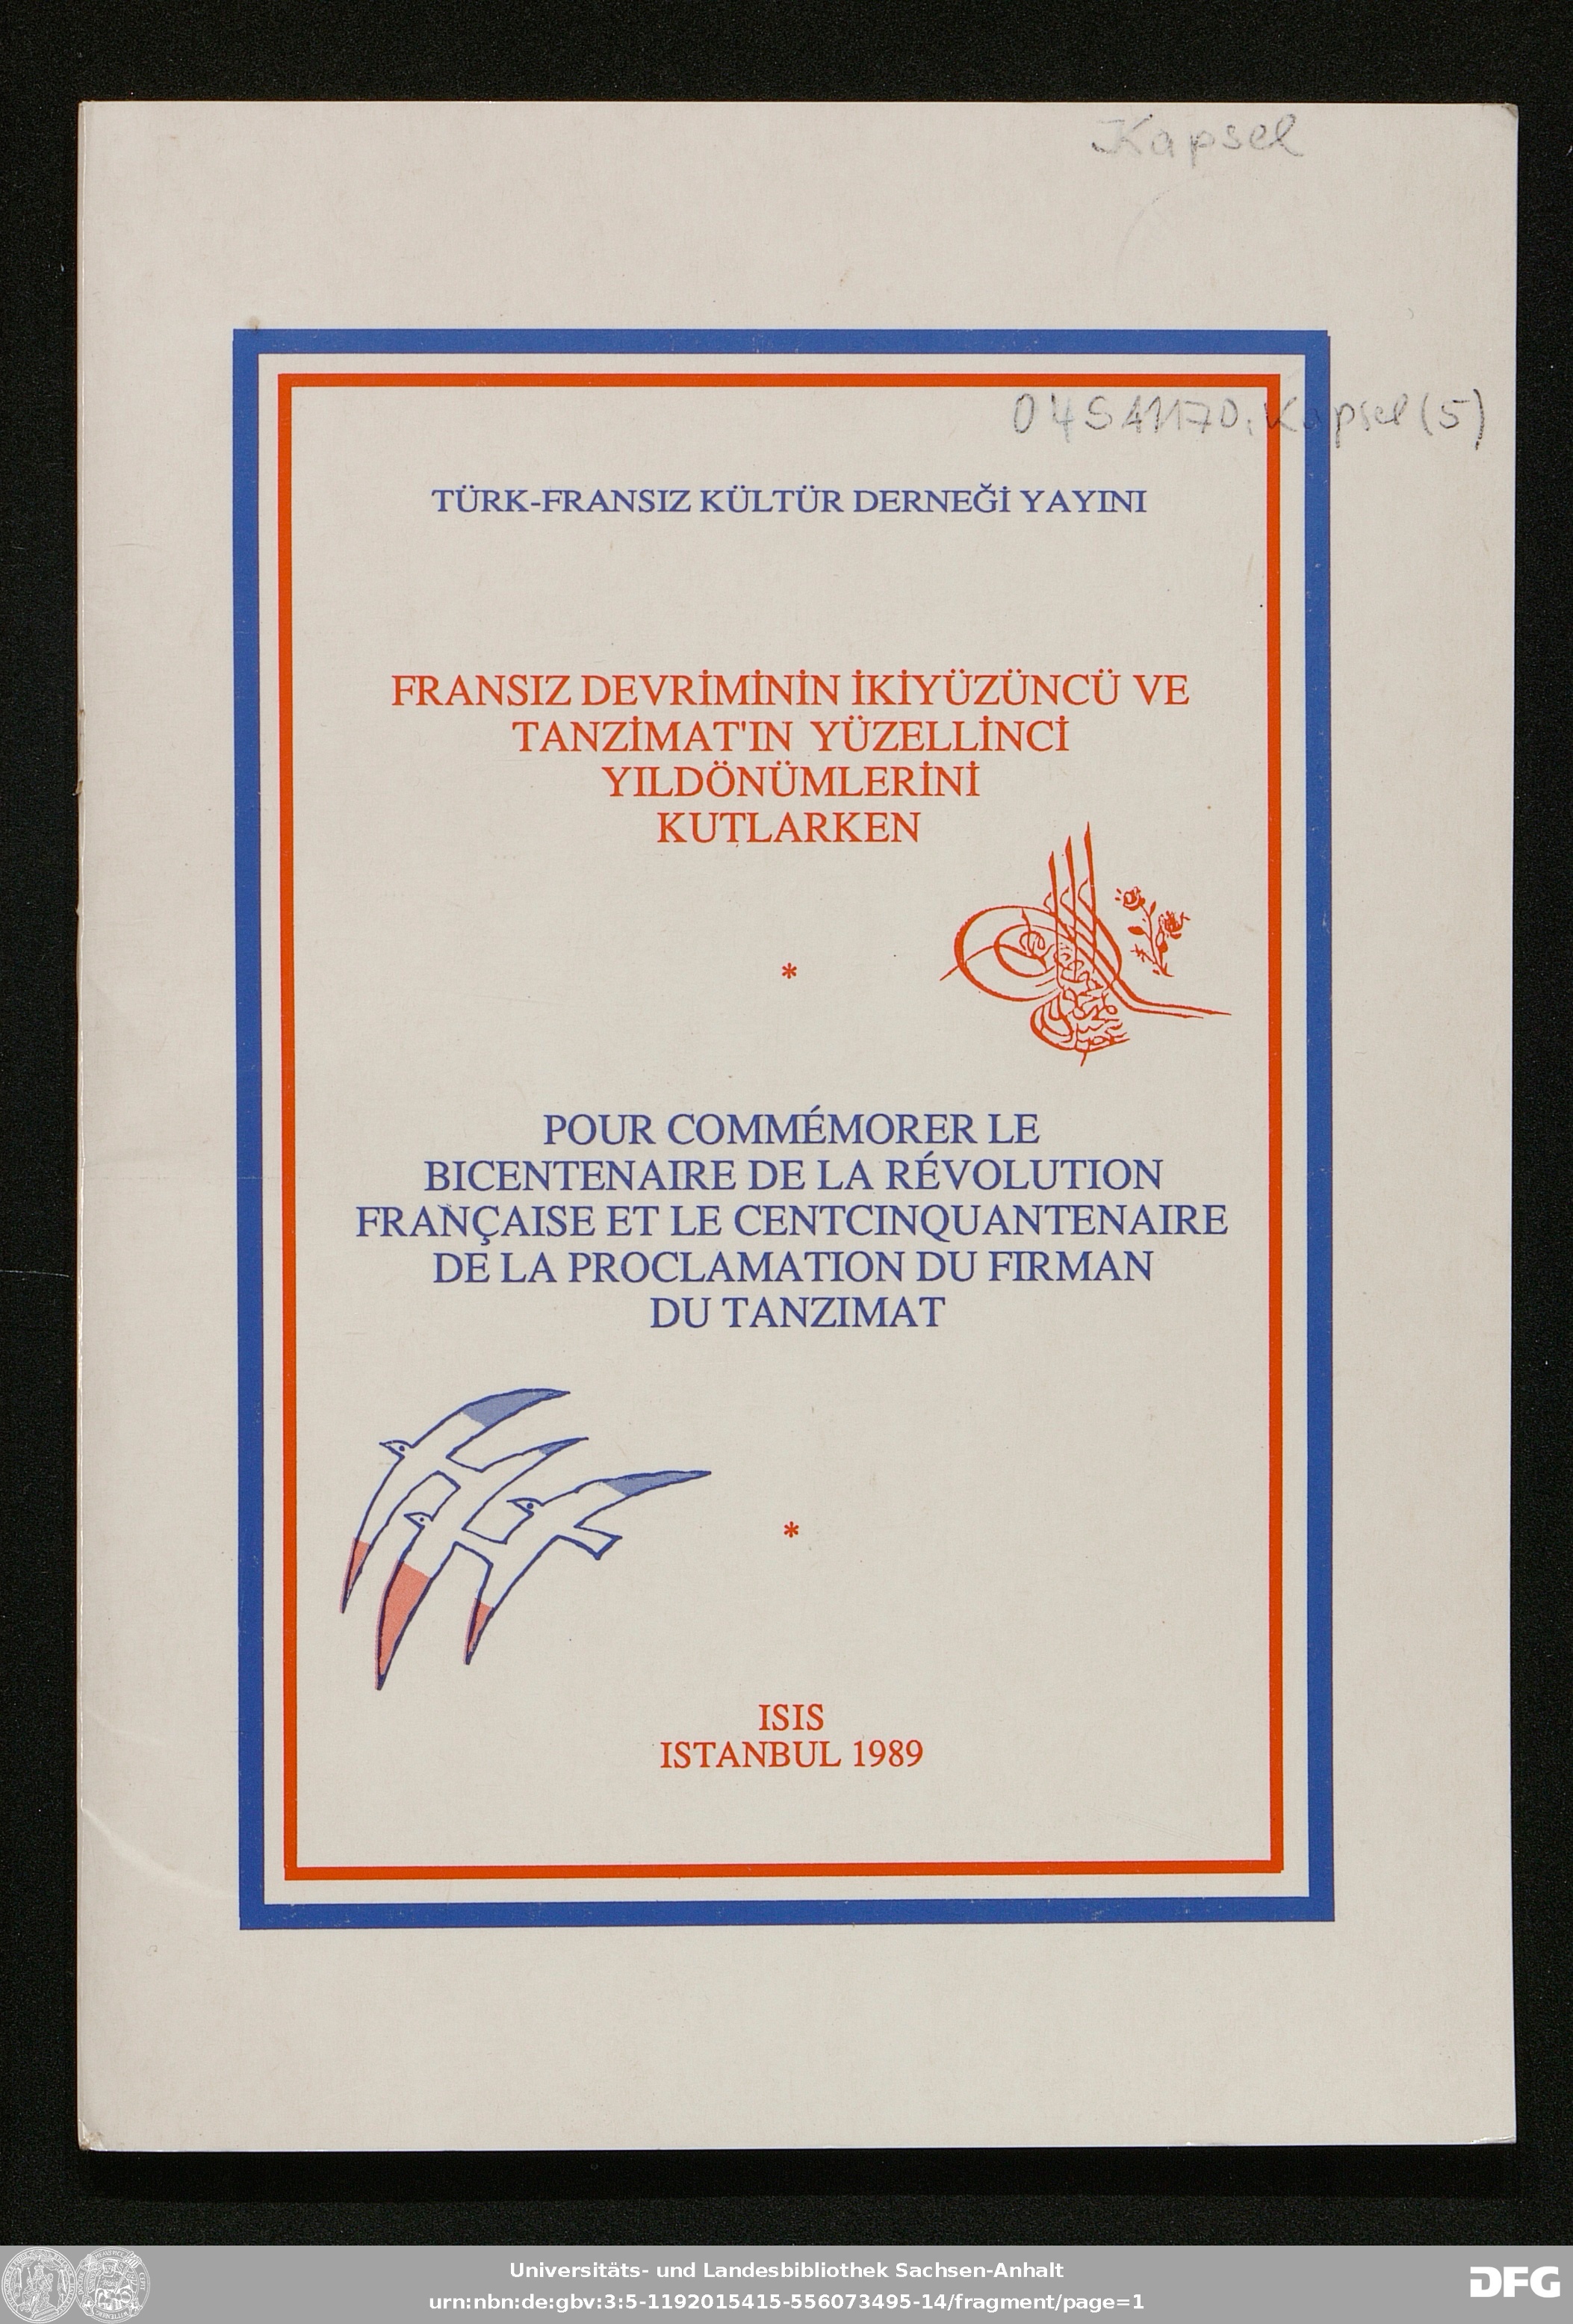 Kapsel
04SA1170:Kapsel(5)
TÜRK-FRANSIZ KÜLTÜR DERNEĞİ YAYINI
FRANSIZ DEVRİMİNİN İKİYÜZÜNCÜ VE
TANZİMAT'IN YÜZELLİNCİ
YILDÖNÜMLERİNİ
KUTLARKEN
*
POUR COMMÉMORER LE
BICENTENAIRE DE LA RÉVOLUTION
FRANÇAISE ET LE CENTCINQUANTENAIRE
DE LA PROCLAMATION DU FIRMAN
DU TANZIMAT
*
ISIS
ISTANBUL 1989
Universitäts- und Landesbibliothek Sachsen-Anhalt
urn:nbn:de:gbv:3:5-1192015415-556073495-14/fragment/page=1
DFG